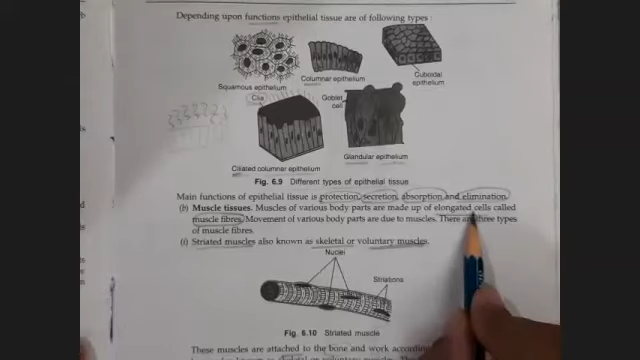 Depending upon functions epithelial tissue are of following types :
Squamous epithelium
Columnar epithelium
Cuboidal
epithelium
Cilia
Goblet
cell
Ciliated columnar epithelium
Glandular epithelium
Fig. 6.9 Different types of epithelial tissue
Main functions of epithelial tissue is protection, secretion, absorption and elimination.
(b) Muscle tissues. Muscles of various body parts are made up of elongated cells called
muscle fibres. Movement of various body parts are due to muscles. There are three types
of muscle fibres.
(i) Striated muscles also known as skeletal or voluntary muscles.
Nuclei
Striations
Fig. 6.10 Striated muscle
These muscles are attached to the bone and work according